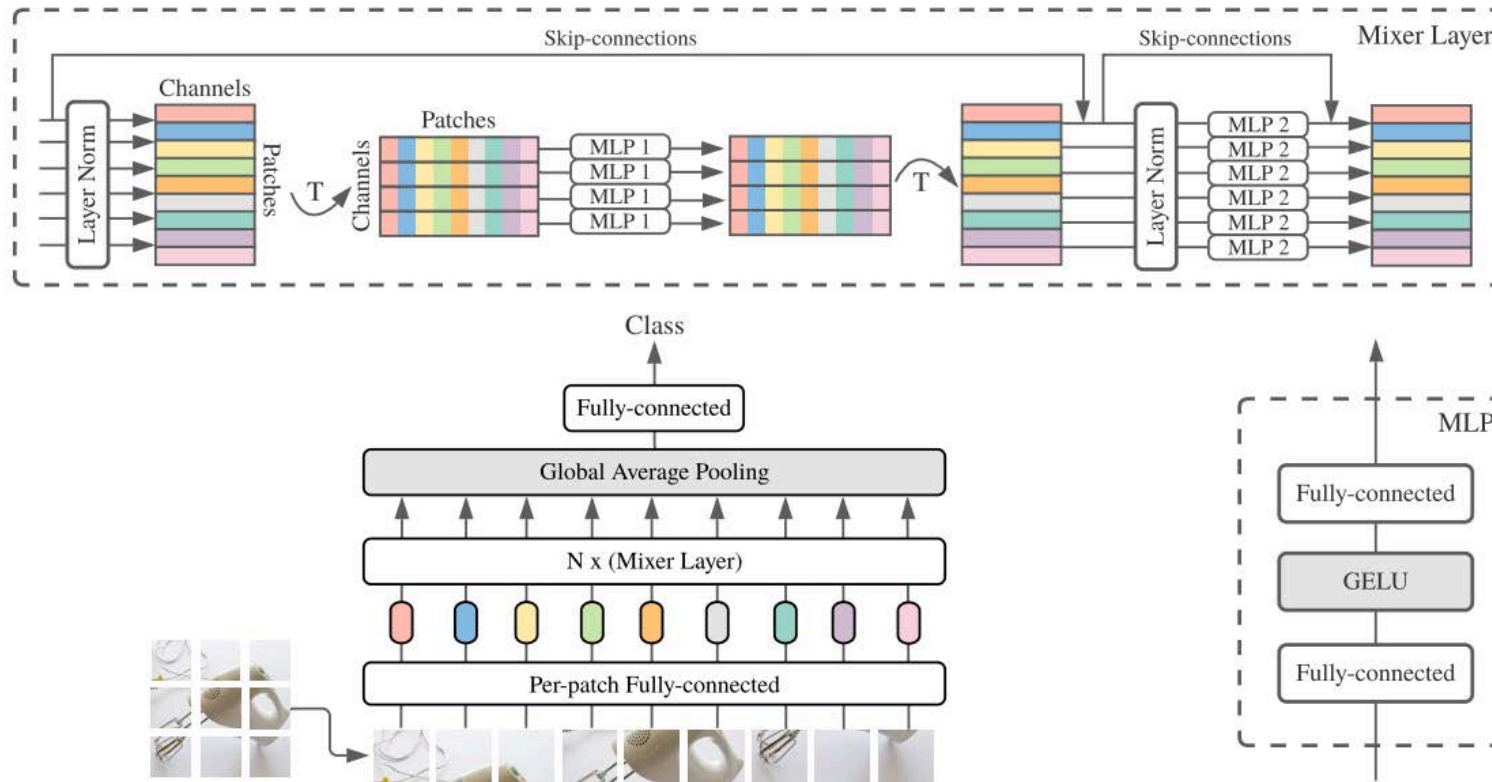 Skip-connections
Skip-connections
Mixer Layer
Channels
Layer Norm
Patches
T
Patches
Channels
MLP 1
MLP 1
MLP 1
MLP 1
T
Layer Norm
MLP 2
MLP 2
MLP 2
MLP 2
MLP 2
MLP 2
Class
Fully-connected
Global Average Pooling
N x (Mixer Layer)
Per-patch Fully-connected
MLP
Fully-connected
GELU
Fully-connected